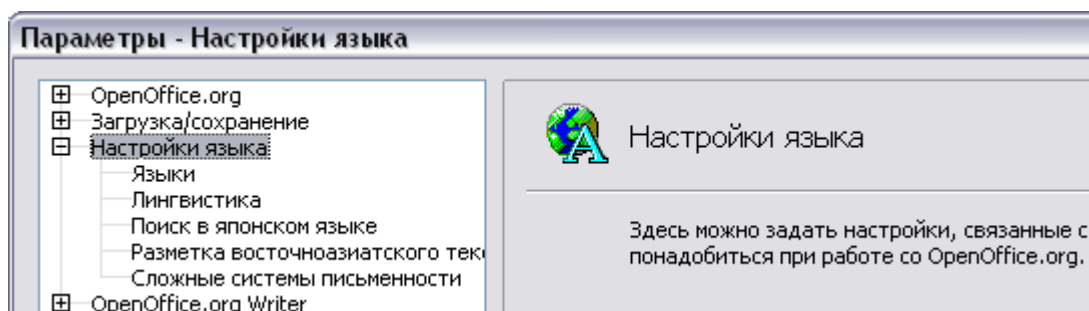 Параметры - Настройки языка
OpenOffice.org
Загрузка/сохранение
Настройки языка
Языки
Лингвистика
Поиск в японском языке
Разметка восточноазиатского
Сложные системы письменности
OpenOffice.org Writer
Настройки языка
Здесь можно задать настройки, связанные с
понадобиться при работе со OpenOffice.org.